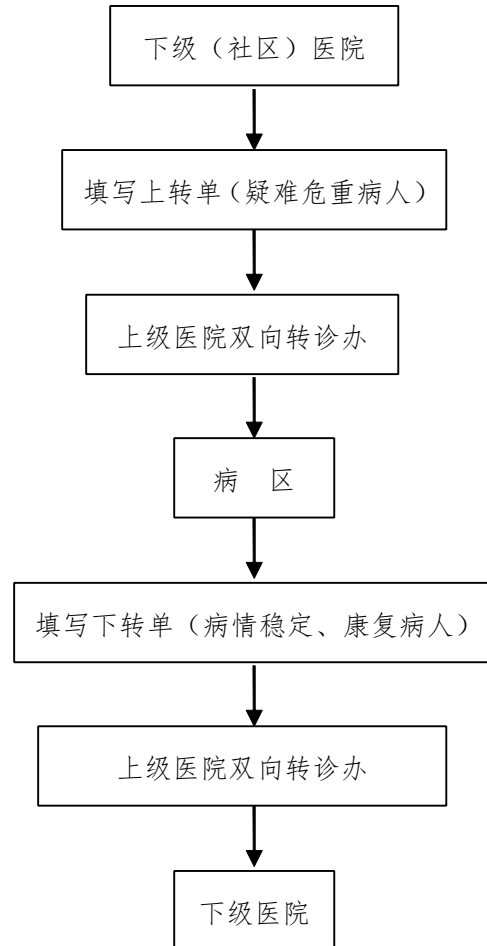 下级（社区）医院
填写上转单（疑难危重病人）
上级医院双向转诊办
病 区
填写下转单（病情稳定、康复病人）
上级医院双向转诊办
下级医院